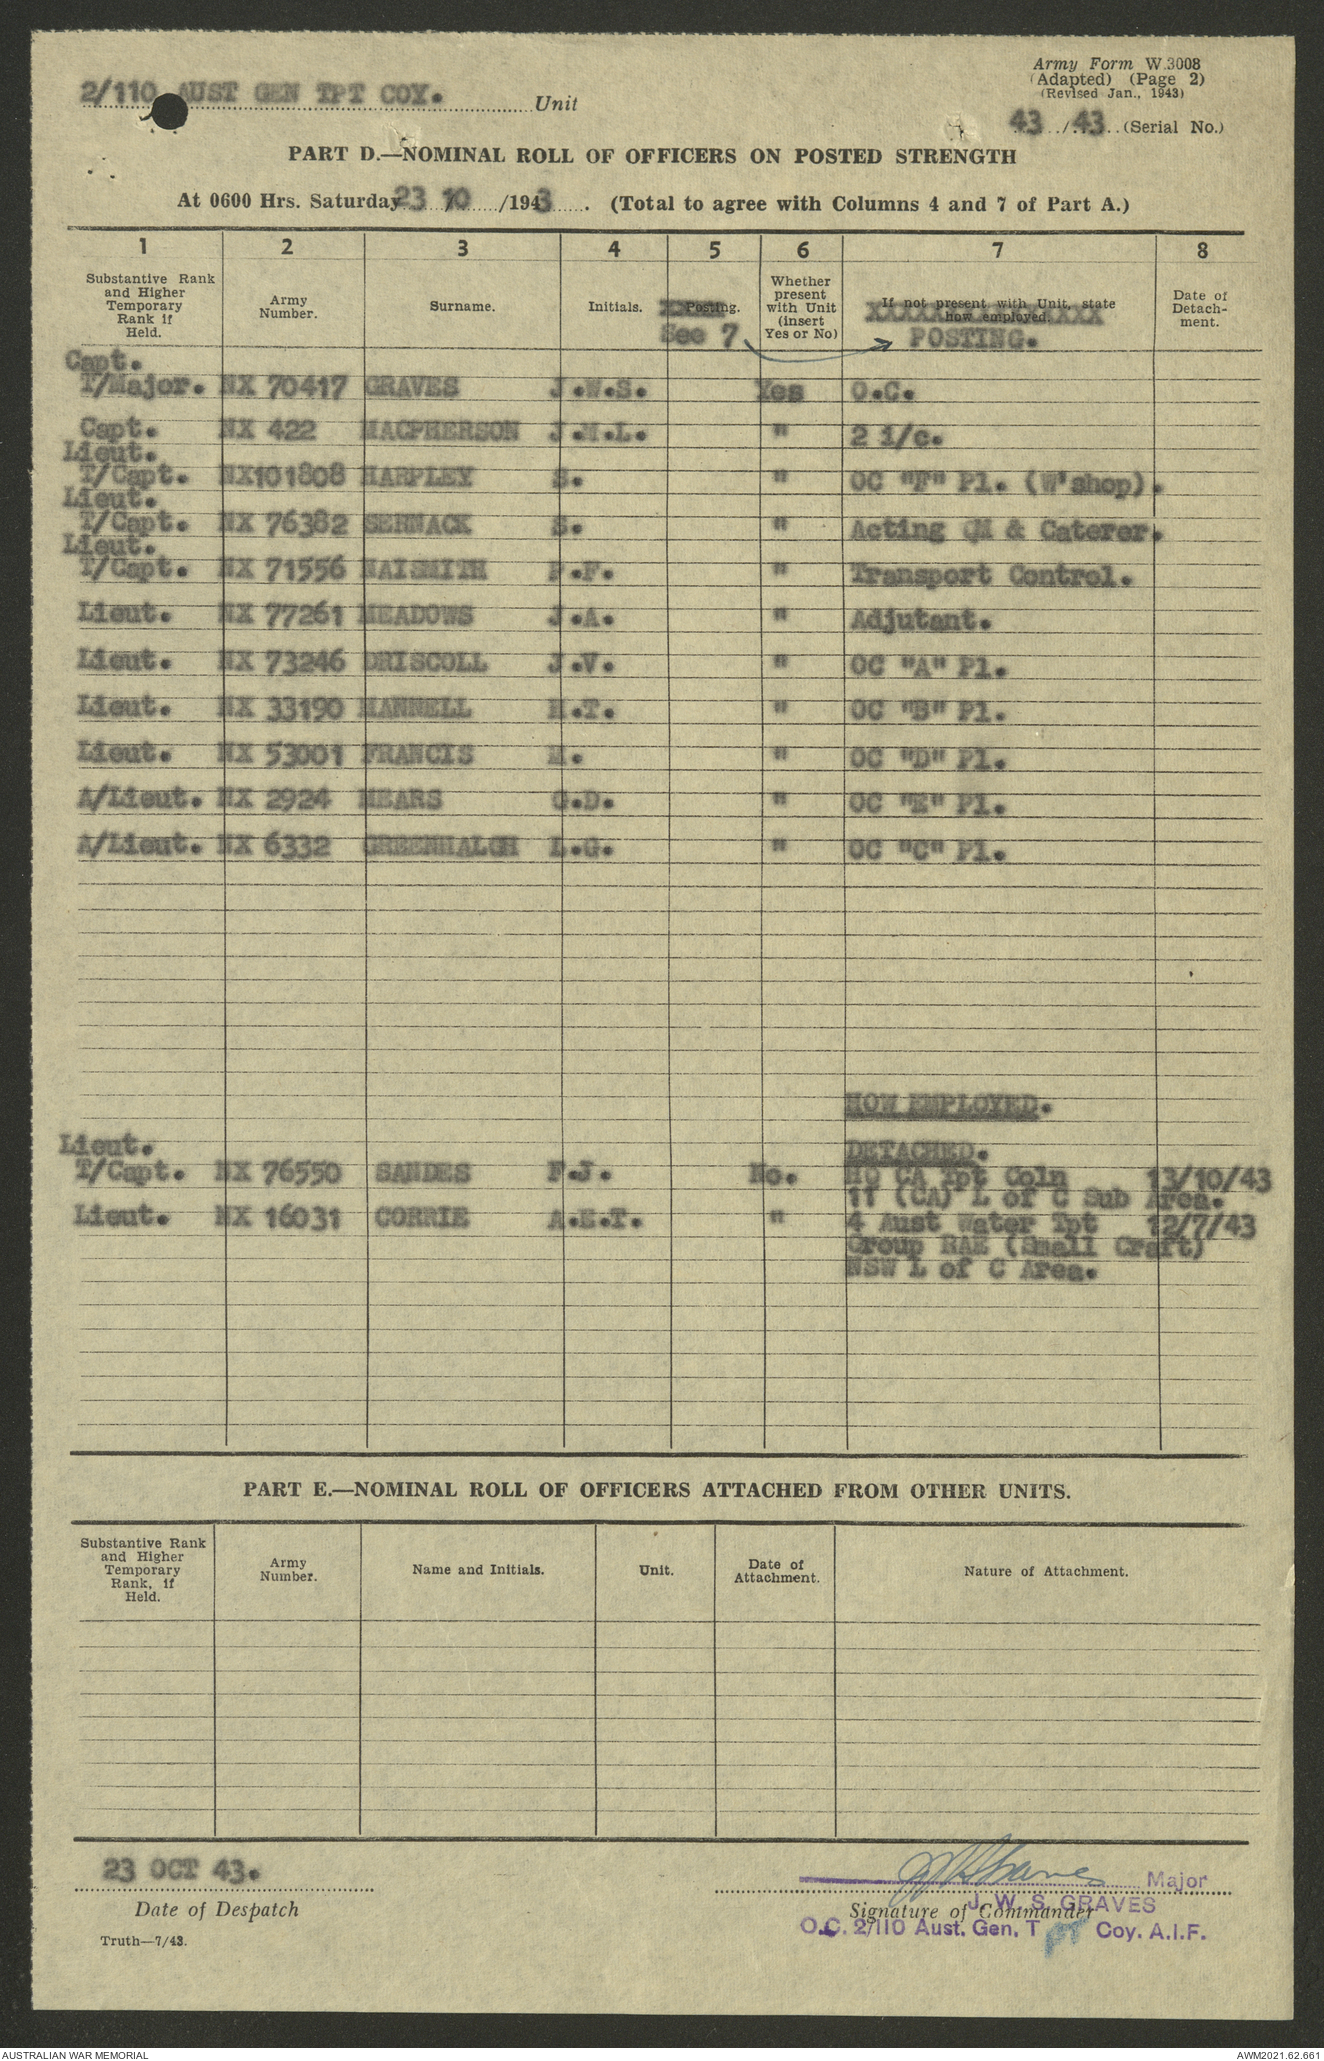 Army Form W.3008
(Adapted) (Page 2)
(Revised Jan., 1943)
2/110 AUST GEN TPT COY. Unit
43 / 43 (Serial No.)
PART D.—NOMINAL ROLL OF OFFICERS ON POSTED STRENGTH
At 0600 Hrs. Saturday 23 / 10 /1943. (Total to agree with Columns 4 and 7 of Part A.)
1 2 3 4 5 6 7 8
Substantive Rank and Higher Temporary Rank if Held. Army Number. Surname. Initials. Posting. Whether present with Unit (insert Yes or No) If not present with Unit, state how employed. Date of Detach-ment.
See 7 POSTING.
Capt.
T/Major. NX 70417 GRAVES J.W.S. Yes O.C.
Capt. NX 422 MACPHERSON J.M.L. " 2 i/c.
Lieut.
T/Capt. NX101808 HARPLEY S. " OC "F" Pl. (W'shop).
Lieut.
T/Capt. NX 76382 SERNACK S. " Acting QM & Caterer.
Lieut.
T/Capt. NX 71556 NAISMITH P.F. " Transport Control.
Lieut. NX 77261 MEADOWS J.A. " Adjutant.
Lieut. NX 73246 DRISCOLL J.V. " OC "A" Pl.
Lieut. NX 33190 MANNELL H.T. " OC "B" Pl.
Lieut. NX 53001 FRANCIS M. " OC "D" Pl.
A/Lieut. NX 2924 MEARS G.D. " OC "E" Pl.
A/Lieut. NX 6332 GREENHALGH L.G. " OC "C" Pl.
HOW EMPLOYED.
Lieut. DETACHED.
T/Capt. NX 76550 SANDES F.J. No. HQ CA Tpt Coln 13/10/43
11 (CA) L of C Sub Area.
Lieut. NX 16031 CORRIE A.E.T. " 4 Aust Water Tpt 12/7/43
Group RAE (Small Craft)
NSW L of C Area.
PART E.—NOMINAL ROLL OF OFFICERS ATTACHED FROM OTHER UNITS.
Substantive Rank and Higher Temporary Rank, if Held. Army Number. Name and Initials. Unit. Date of Attachment. Nature of Attachment.
23 OCT 43.
Date of Despatch
JWSGraves Major
J. W. S. GRAVES
Signature of Commander
O.C. 2/110 Aust. Gen. T pt Coy. A.I.F.
Truth—7/43.
AUSTRALIAN WAR MEMORIAL AWM2021.62.661